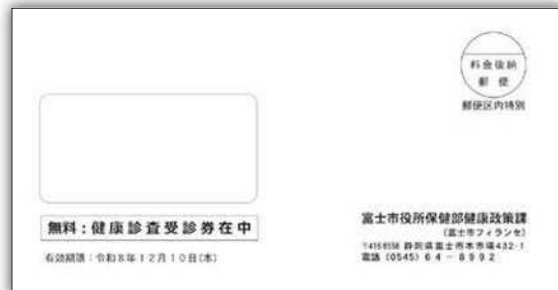 料金後納
郵便
郵便区内特別
無料:健康診査受診券在中
有効期限:令和8年12月10日(木)
富士市役所保健部健康政策課
(富士市フィランセ)
〒416-8558 静岡県富士市本市場432-1
電話 (0545) 64-8992